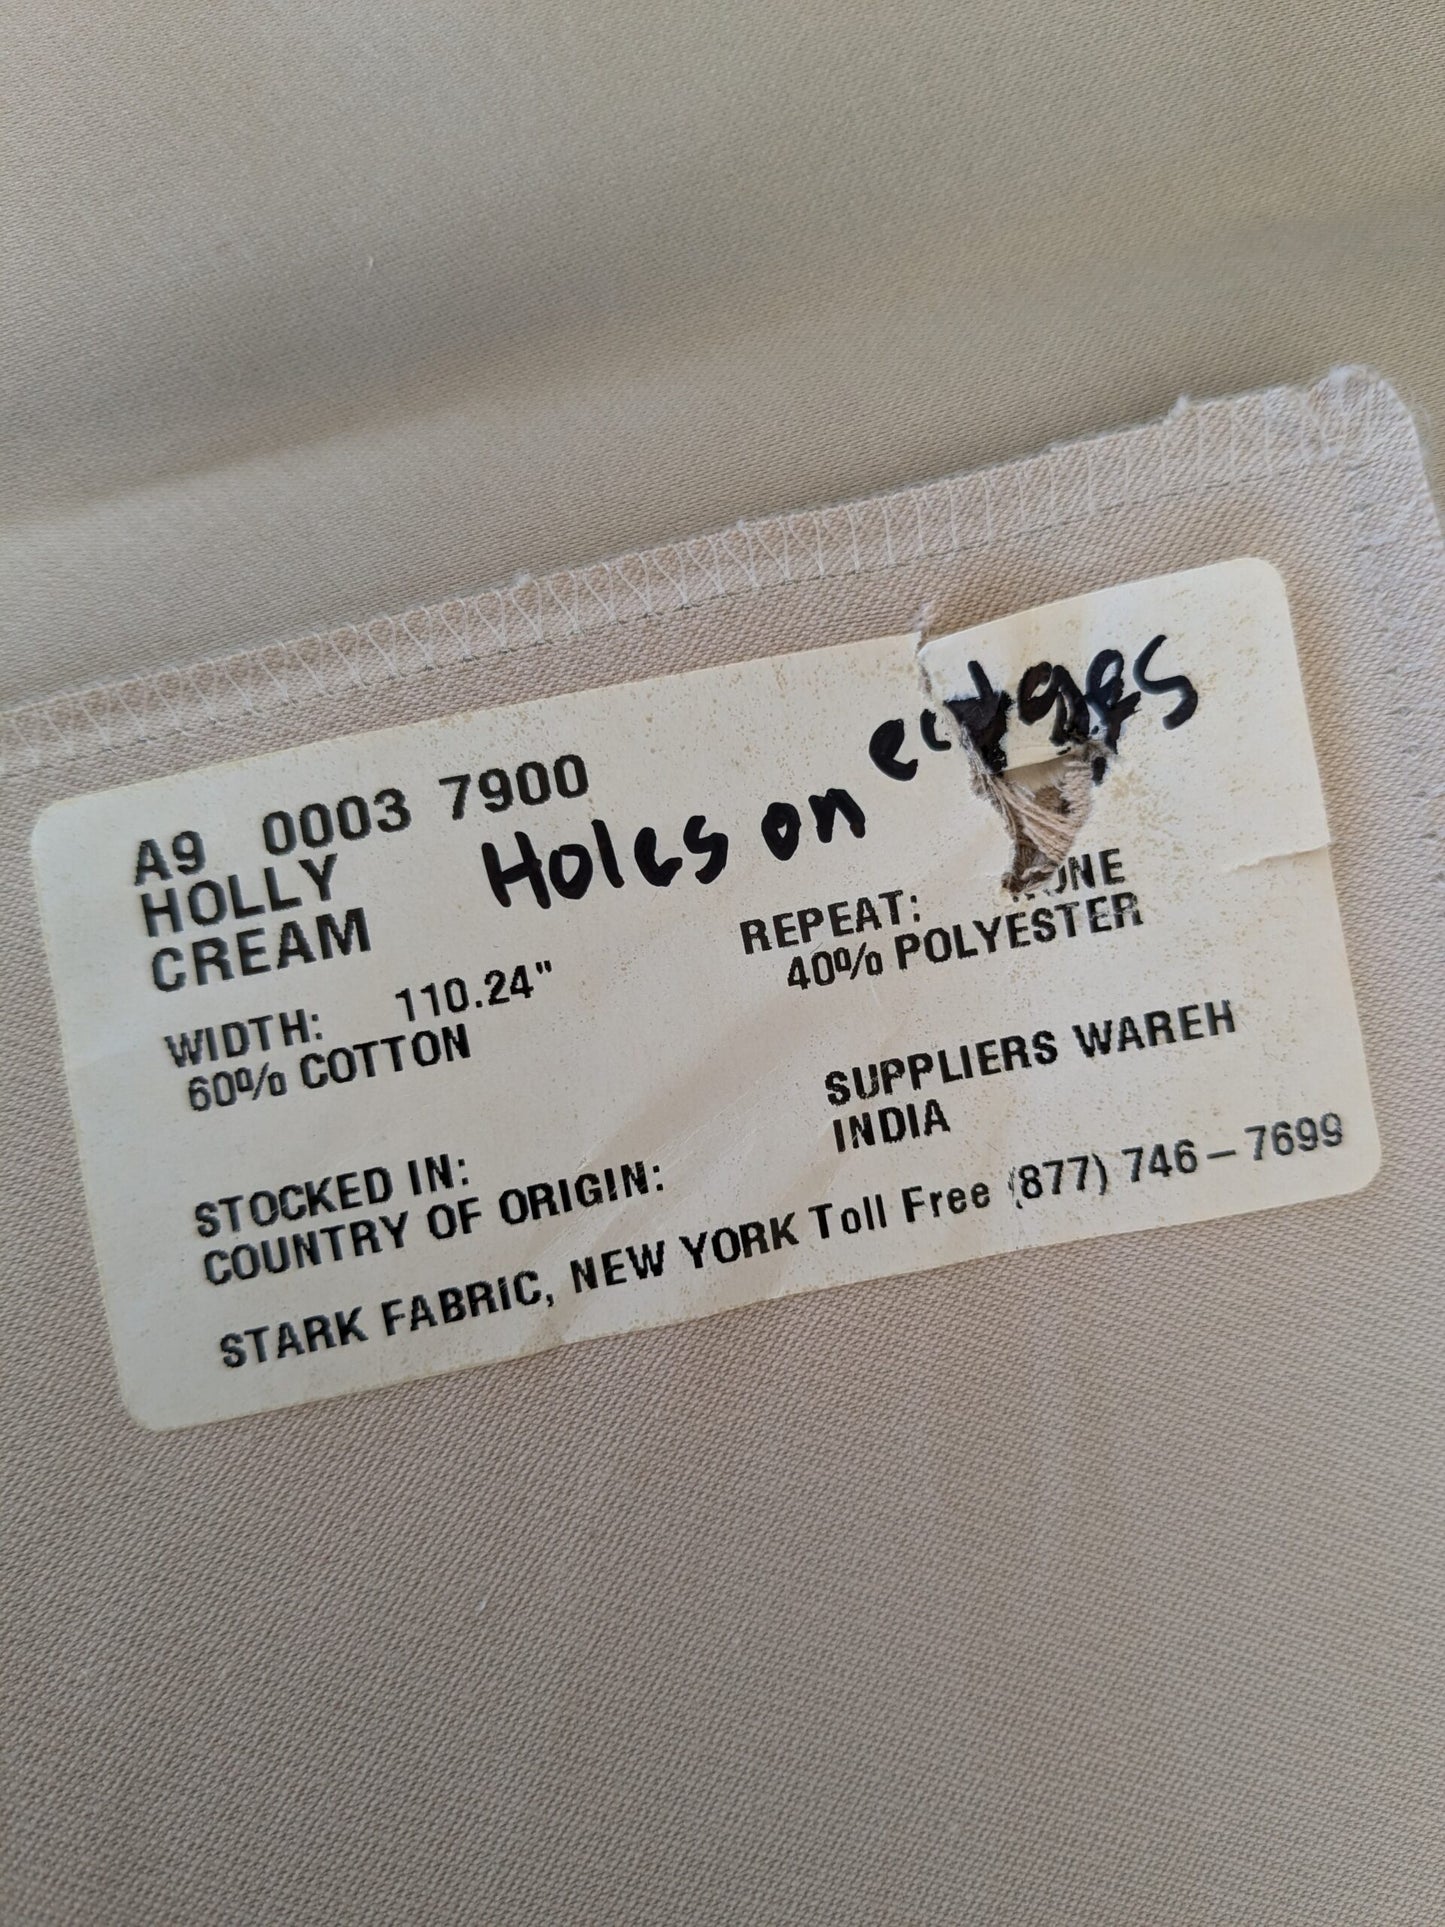 A9 0003 7900
HOLLY
CREAM
Holes on edges
WIDTH: 110.24" REPEAT:
60% COTTON 40% POLYESTER
STOCKED IN: SUPPLIERS WAREH
COUNTRY OF ORIGIN: INDIA
STARK FABRIC, NEW YORK Toll Free (877) 746-7699